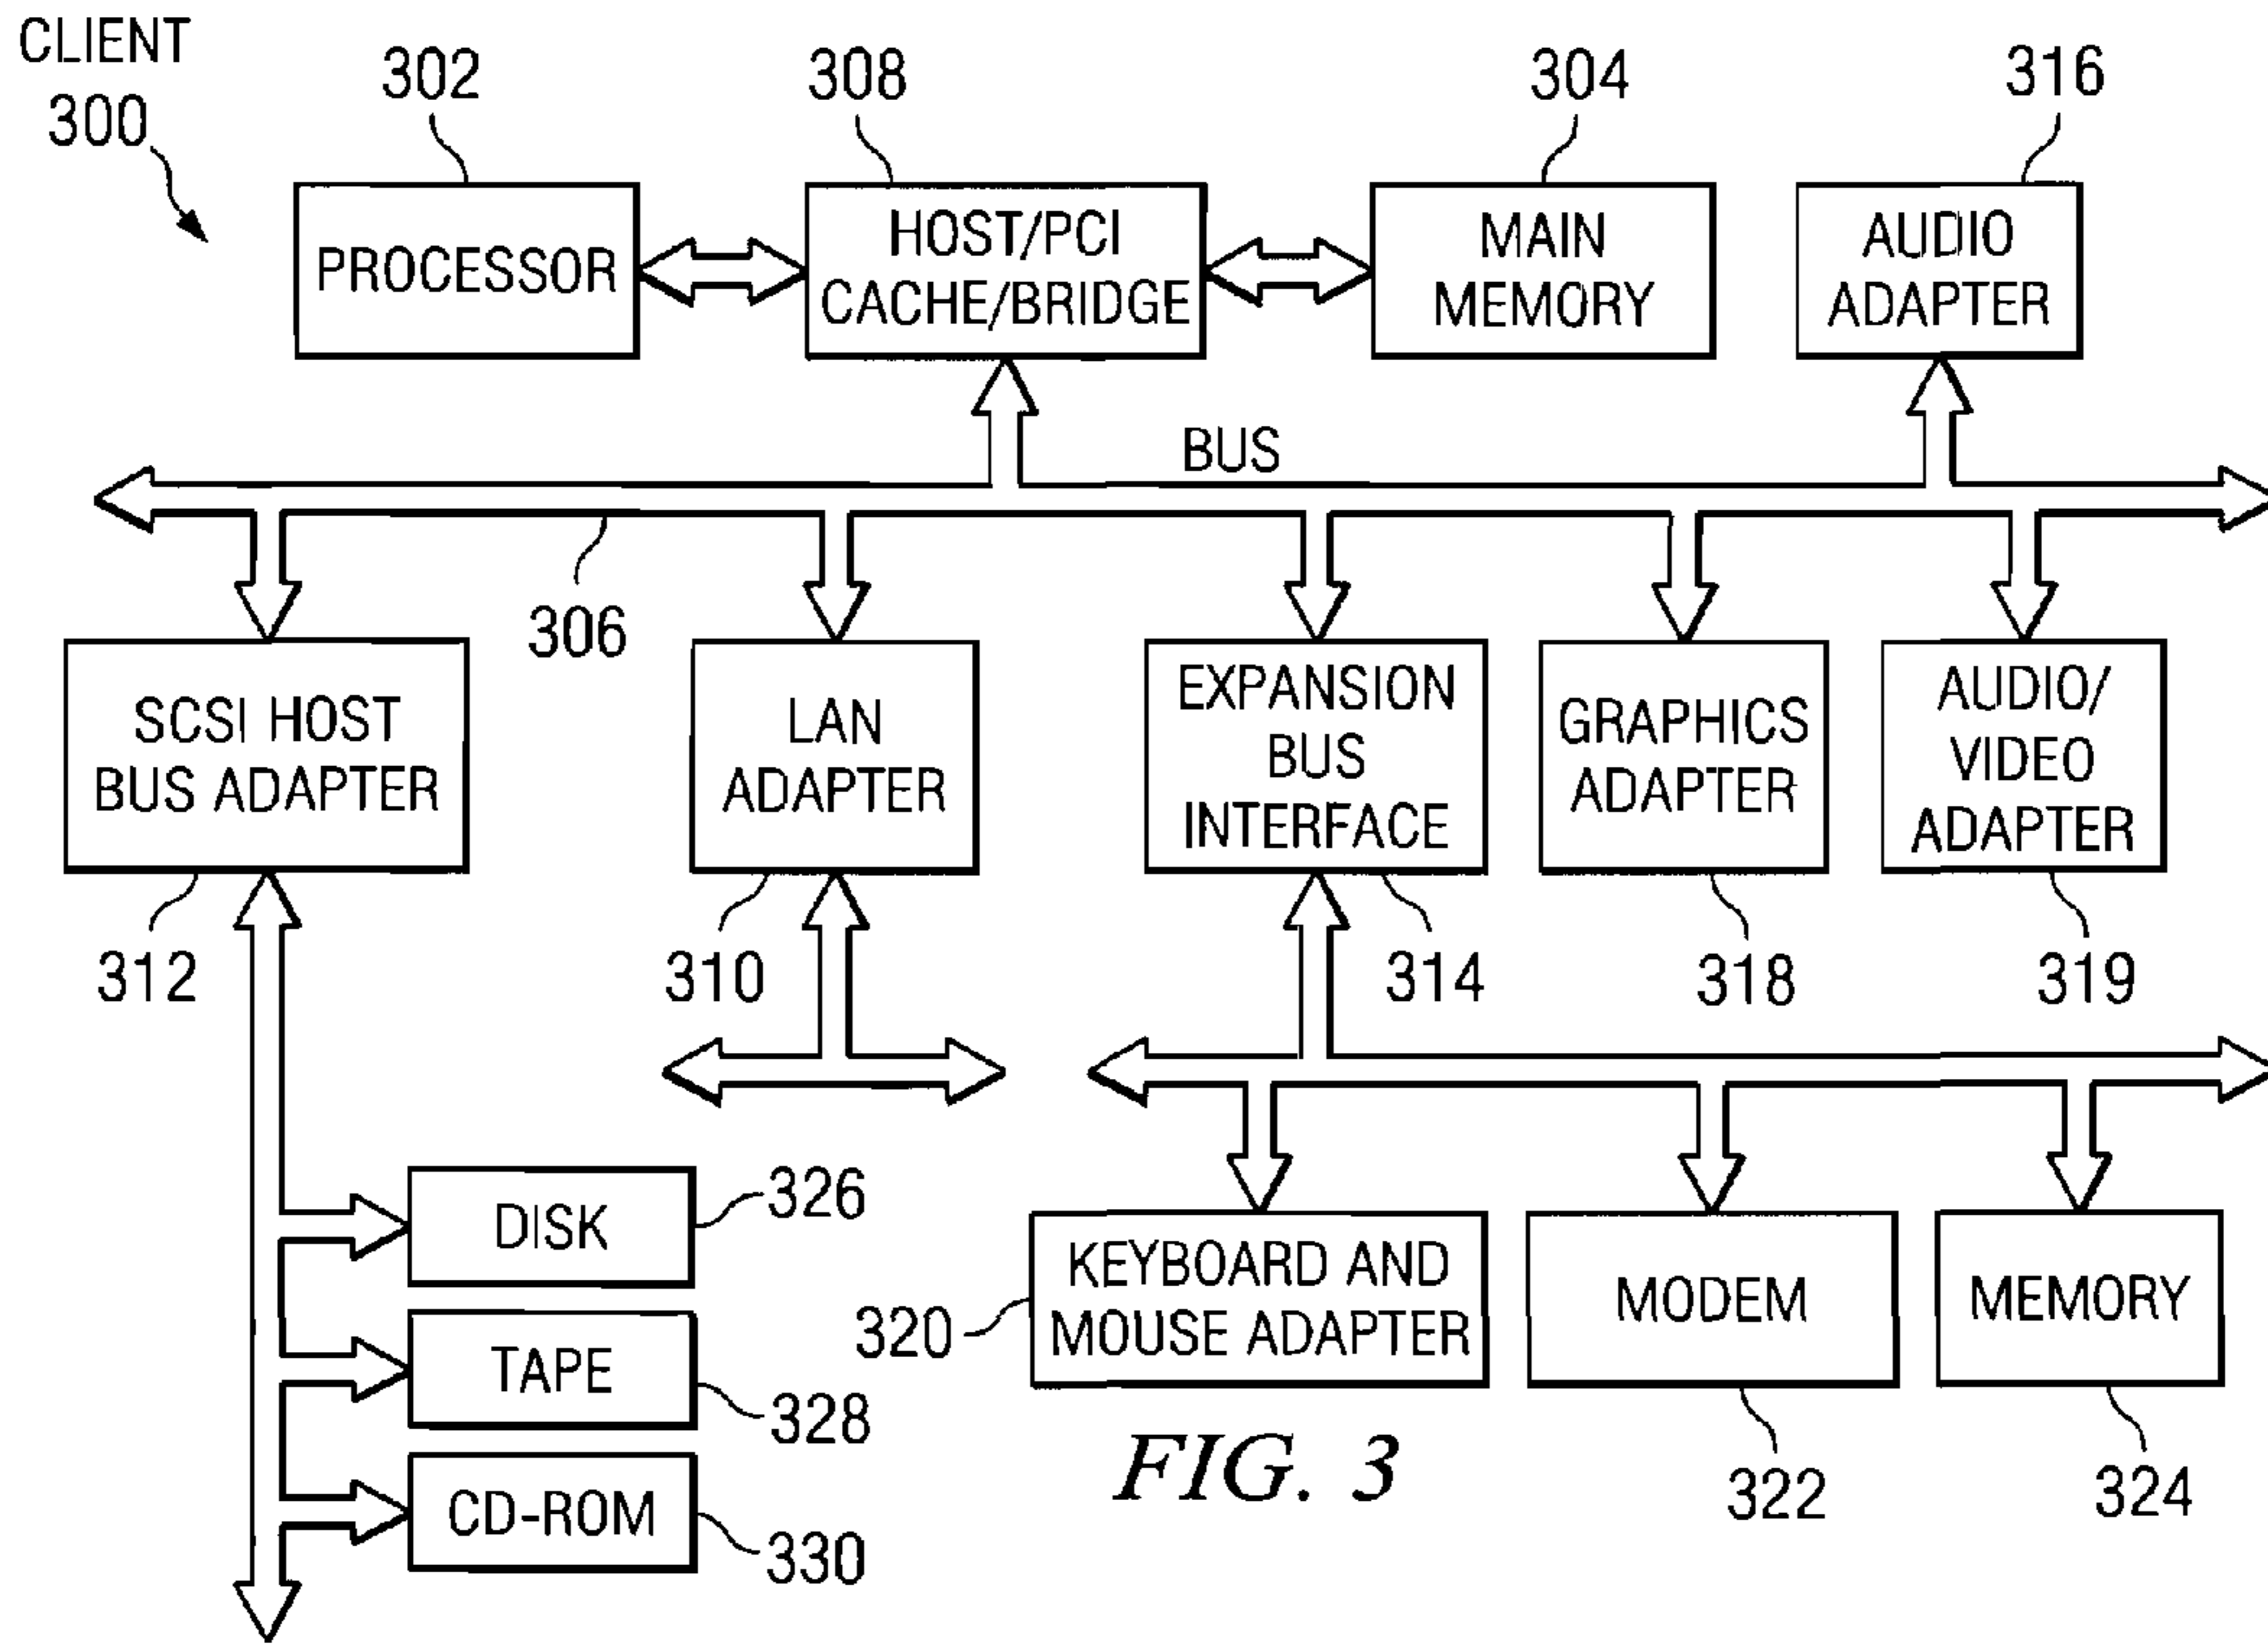 CLIENT
300
302
308
304
316
PROCESSOR
HOST/PCI
CACHE/BRIDGE
MAIN
MEMORY
AUDIO
ADAPTER
BUS
306
SCSI HOST
BUS ADAPTER
LAN
ADAPTER
EXPANSION
BUS
INTERFACE
GRAPHICS
ADAPTER
AUDIO/
VIDEO
ADAPTER
312
310
314
318
319
DISK
326
TAPE
328
CD-ROM
330
320
KEYBOARD AND
MOUSE ADAPTER
MODEM
MEMORY
322
324
FIG. 3